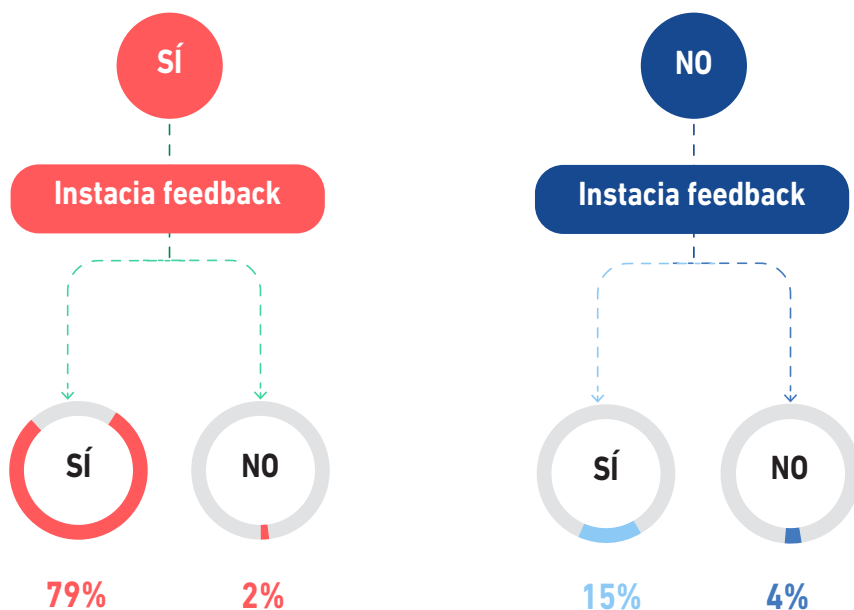 SÍ
Instacia feedback
SÍ
NO
79%
2%
NO
Instacia feedback
SÍ
NO
15%
4%